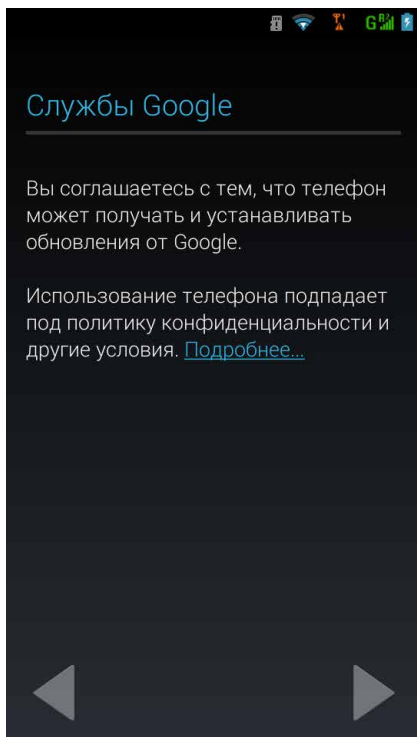 G R
Службы Google
Вы соглашаетесь с тем, что телефон
может получать и устанавливать
обновления от Google.
Использование телефона подпадает
под политику конфиденциальности и
другие условия. Подробнее...